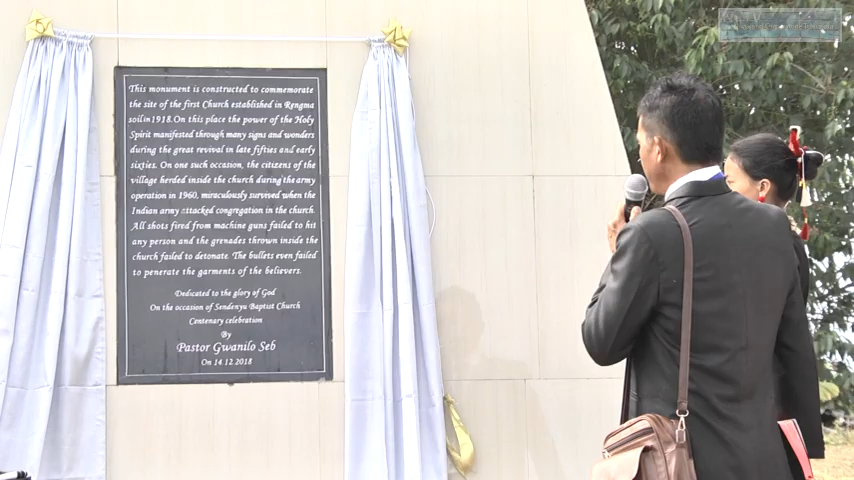 This monument is constructed to commemorate
the site of the first Church established in Rengma
soil in 1918. On this place the power of the Holy
Spirit manifested through many signs and wonders
during the great revival in late fifties and early
sixties. On one such occasion, the citizens of the
village herded inside the church during the army
operation in 1960, miraculously survived when the
Indian army attacked congregation in the church.
All shots fired from machine guns failed to hit
any person and the grenades thrown inside the
church failed to detonate. The bullets even failed
to penerate the garments of the believers.
Dedicated to the glory of God
On the occasion of Sendenyu Baptist Church
Centenary celebration
By
Pastor Gwanilo Seb
On 14.12.2018